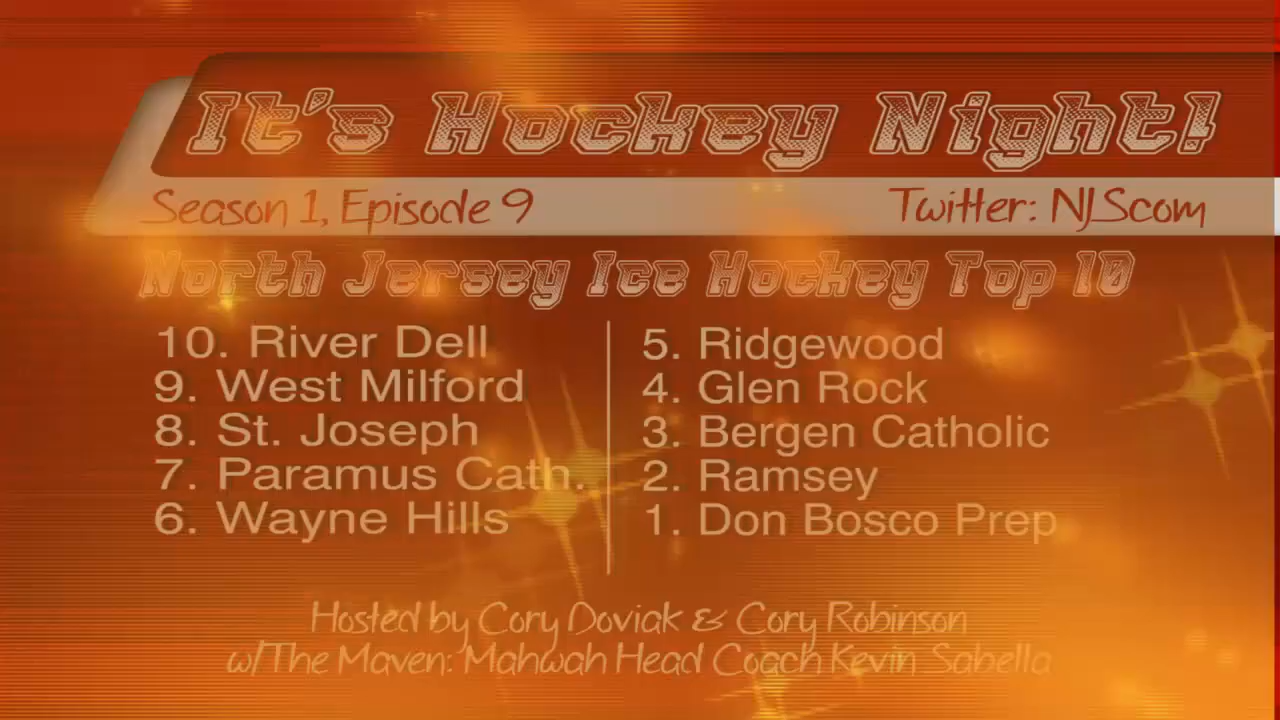 It's Hockey Night!
Season 1, Episode 9
Twitter: NJScom
North Jersey Ice Hockey Top 10
10. River Dell
9. West Milford
8. St. Joseph
7. Paramus Cath.
6. Wayne Hills
5. Ridgewood
4. Glen Rock
3. Bergen Catholic
2. Ramsey
1. Don Bosco Prep
Hosted by Cory Doviak & Cory Robinson
w/The Maven: Mahwah Head Coach Kevin Sabella